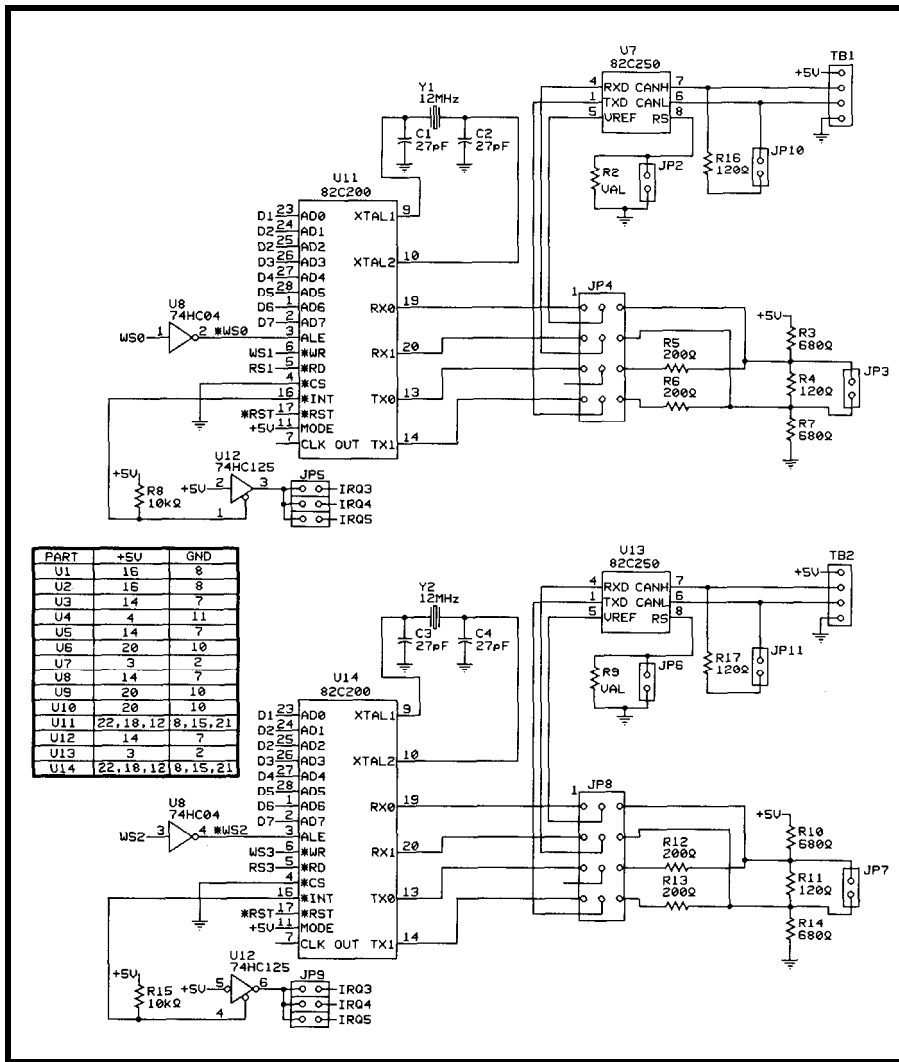 U7
82C250
TB1
+5V
4 RXD CANH 7
1 TXD CANL 6
5 VREF RS 8
Y1
12MHz
C1
27pF
C2
27pF
R2
VAL
JP2
R16
120Ω
JP10
U11
82C200
D1 23 AD0 XTAL1 9
D2 24 AD1
D2 25 AD2
D3 26 AD3 XTAL2 10
D4 27 AD4
D5 28 AD5
D6 1 AD6 RX0 19
D7 2 AD7
3 ALE
WS1 6 *WR RX1 20
RS1 5 *RD
4 *CS
16 *INT TX0 13
*RST 17 *RST
+5V 11 MODE
7 CLK OUT TX1 14
U8
74HC04
WS0 1 2 *WS0
1 JP4
R5
200Ω
R6
200Ω
+5V
R3
680Ω
R4
120Ω
R7
680Ω
JP3
U12
74HC125
+5V
R8
10kΩ
+5V 2 3
1
JP5
IRQ3
IRQ4
IRQ5
PART +5V GND
U1 16 8
U2 16 8
U3 14 7
U4 4 11
U5 14 7
U6 20 10
U7 3 2
U8 14 7
U9 20 10
U10 20 10
U11 22,18,12 8,15,21
U12 14 7
U13 3 2
U14 22,18,12 8,15,21
U13
82C250
TB2
+5V
4 RXD CANH 7
1 TXD CANL 6
5 VREF RS 8
Y2
12MHz
C3
27pF
C4
27pF
R9
VAL
JP6
R17
120Ω
JP11
U14
82C200
D1 23 AD0 XTAL1 9
D2 24 AD1
D2 25 AD2
D3 26 AD3 XTAL2 10
D4 27 AD4
D5 28 AD5
D6 1 AD6 RX0 19
D7 2 AD7
3 ALE
WS3 6 *WR RX1 20
RS3 5 *RD
4 *CS
16 *INT TX0 13
*RST 17 *RST
+5V 11 MODE
7 CLK OUT TX1 14
U8
74HC04
WS2 3 4 *WS2
1 JP8
R12
200Ω
R13
200Ω
+5V
R10
680Ω
R11
120Ω
R14
680Ω
JP7
U12
74HC125
+5V
R15
10kΩ
+5V 5 6
4
JP9
IRQ3
IRQ4
IRQ5